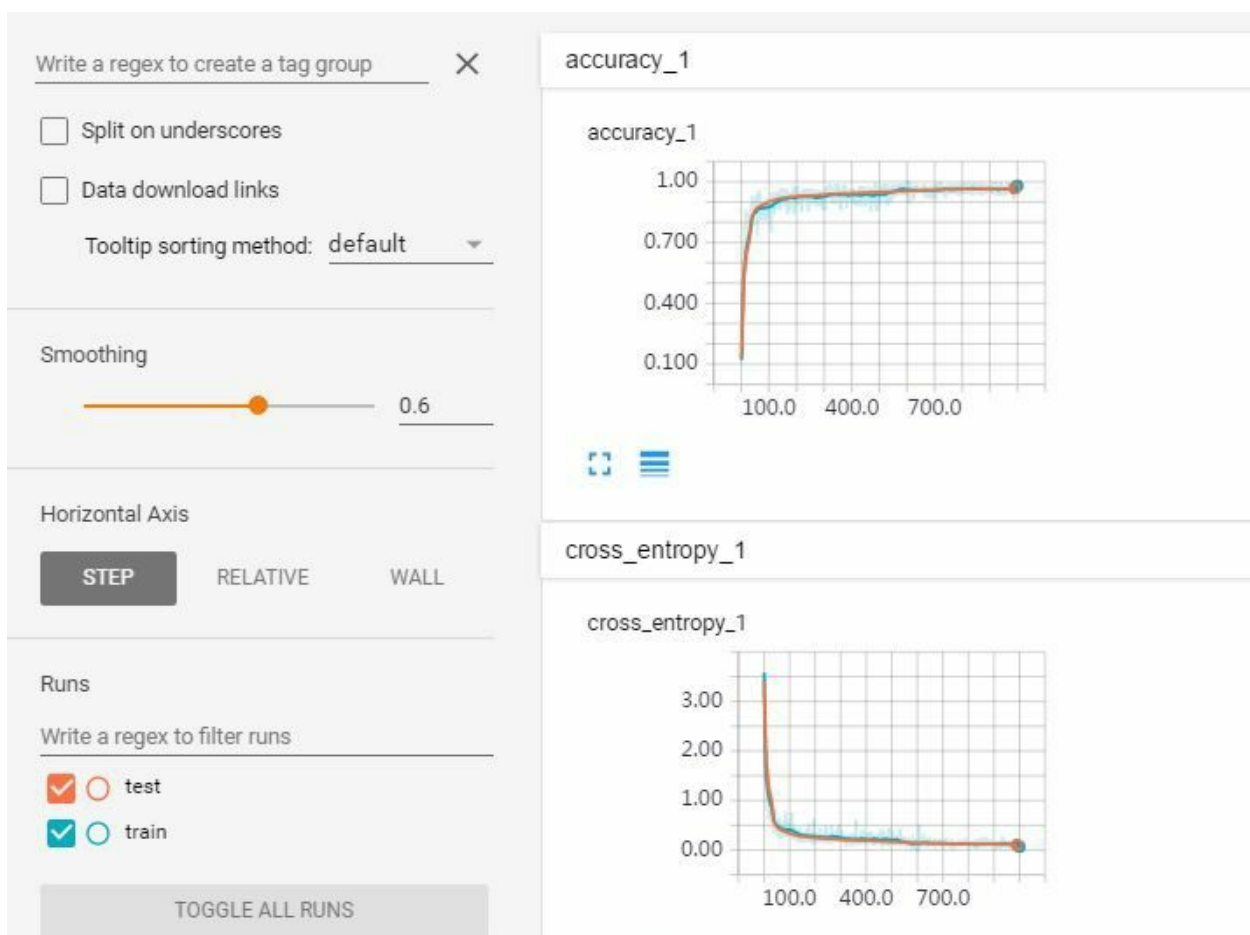 Write a regex to create a tag group
Split on underscores
Data download links
Tooltip sorting method: default
Smoothing
0.6
Horizontal Axis
STEP RELATIVE WALL
Runs
Write a regex to filter runs
test
train
TOGGLE ALL RUNS
accuracy_1
accuracy_1
1.00
0.700
0.400
0.100
100.0 400.0 700.0
cross_entropy_1
cross_entropy_1
3.00
2.00
1.00
0.00
100.0 400.0 700.0